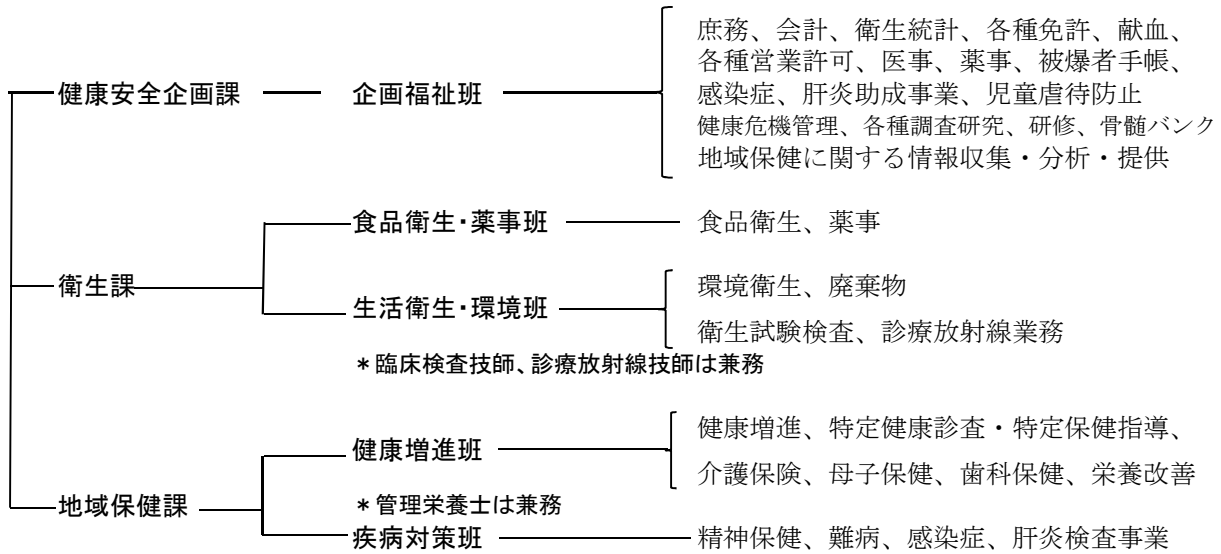 庶務、会計、衛生統計、各種免許、献血、
各種営業許可、医事、薬事、被爆者手帳、
健康安全企画課 企画福祉班
感染症、肝炎助成事業、児童虐待防止
健康危機管理、各種調査研究、研修、骨髄バンク
地域保健に関する情報収集・分析・提供
食品衛生・薬事班 食品衛生、薬事
衛生課
環境衛生、廃棄物
生活衛生・環境班
衛生試験検査、診療放射線業務
*臨床検査技師、診療放射線技師は兼務
健康増進、特定健康診査・特定保健指導、
健康増進班
介護保険、母子保健、歯科保健、栄養改善
地域保健課
*管理栄養士は兼務
疾病対策班 精神保健、難病、感染症、肝炎検査事業